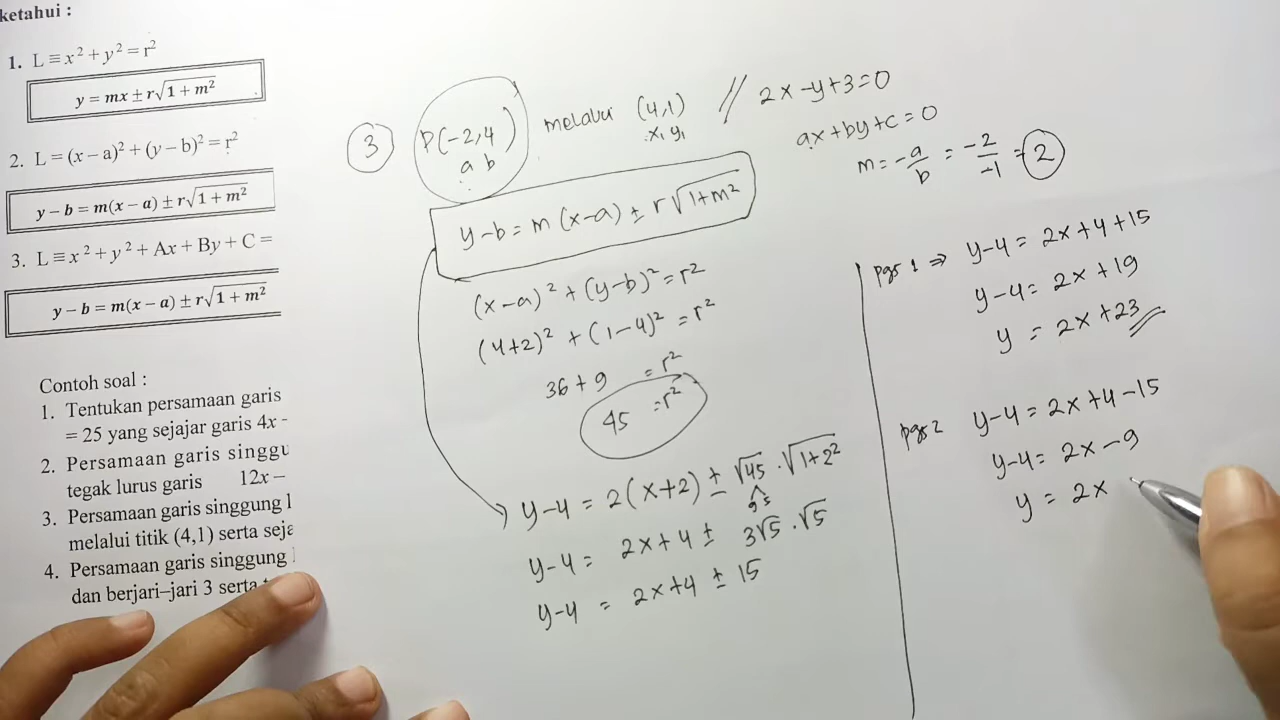 ketahui :
1. L ≡ x² + y² = r²
y = mx ± r√1 + m²
2. L = (x – a)² + (y – b)² = r²
y – b = m(x – a) ± r√1 + m²
3. L ≡ x² + y² + Ax + By + C =
y – b = m(x – a) ± r√1 + m²
Contoh soal :
1. Tentukan persamaan garis
= 25 yang sejajar garis 4x –
2. Persamaan garis singgu
tegak lurus garis 12x –
3. Persamaan garis singgung l
melalui titik (4,1) serta seja
4. Persamaan garis singgung
dan berjari–jari 3 serta
3 P(-2,4) melalui (4,1) // 2x-y+3=0
a b x₁ y₁
ax+by+c=0
m = -a/b = -2/-1 = 2
y-b = m (x-a) ± r√1+m²
(x-a)² + (y-b)² = r²
(4+2)² + (1-4)² = r²
36 + 9 = r²
45 = r²
y-4 = 2(x+2) ± √45 . √1+2²
9 5
y-4 = 2x+4 ± 3√5 . √5
y-4 = 2x+4 ± 15
pgs 1 ⇒ y-4 = 2x+4+15
y-4 = 2x+19
y = 2x+23
pgs 2 y-4 = 2x+4-15
y-4 = 2x-9
y = 2x